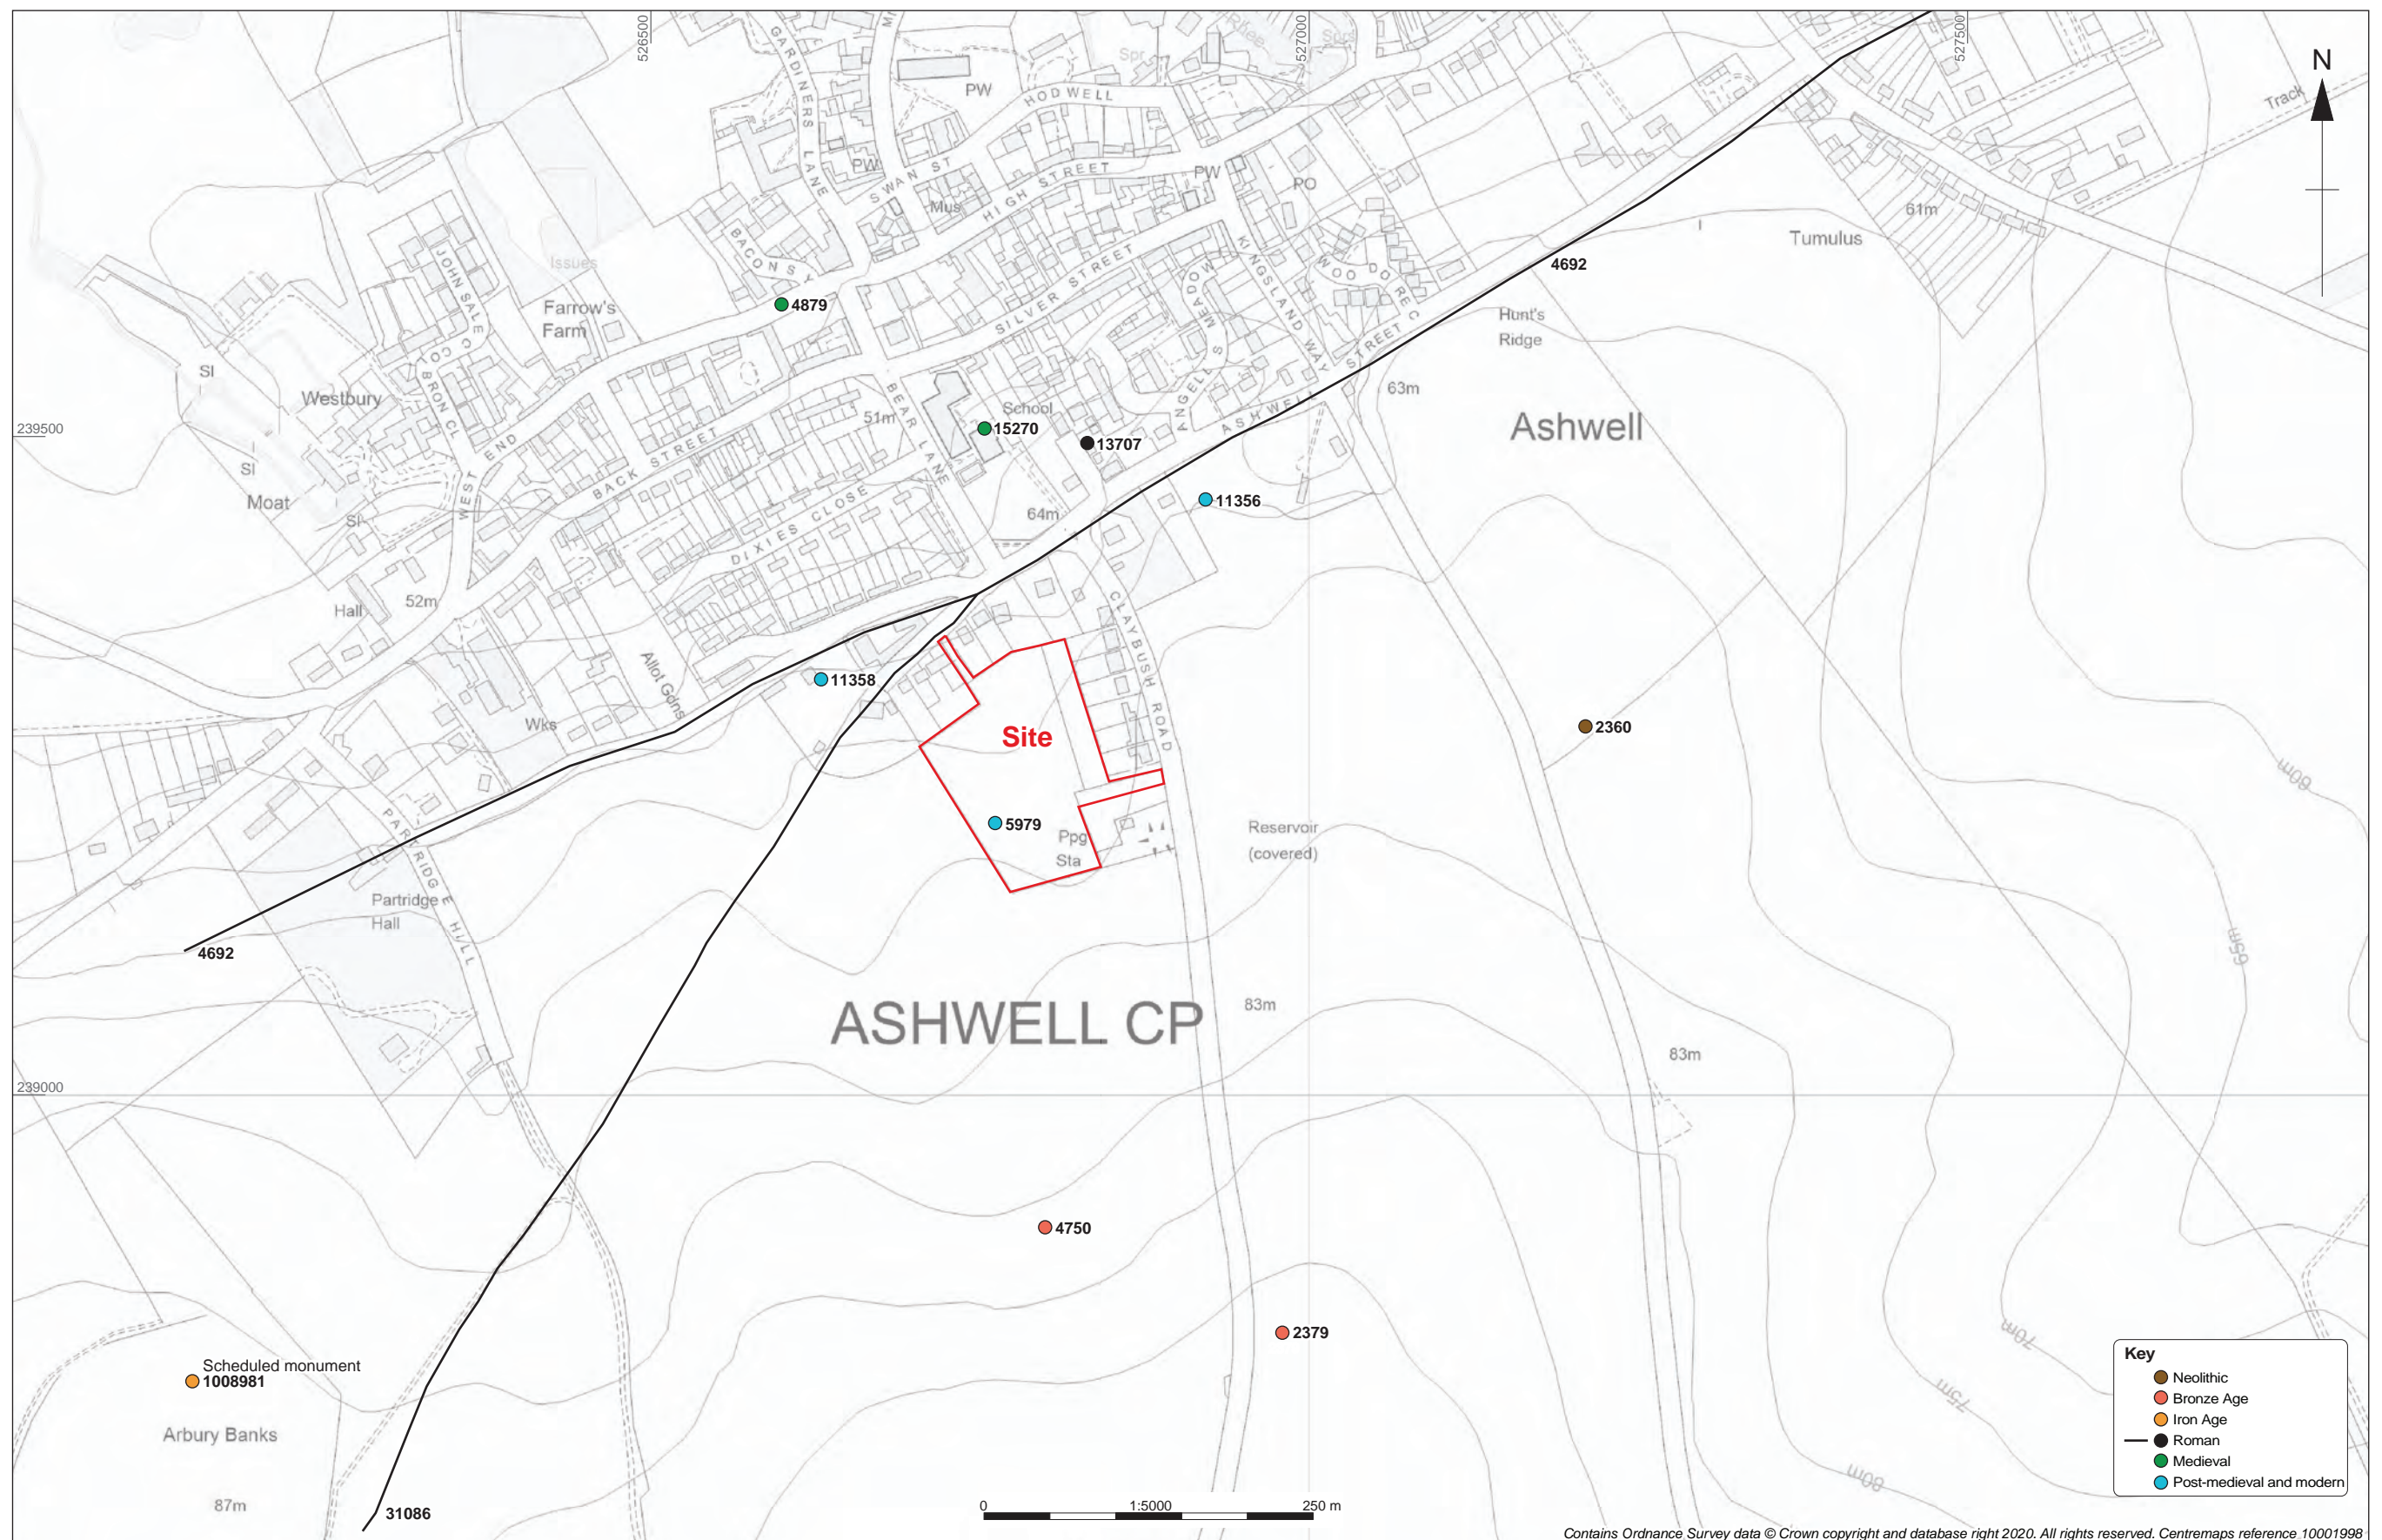 526500
527000
527500
N
GARDINERS LANE
PW
HODWELL
Spr
Rhee
Track
PW
SWAN ST
HIGH STREET
PW
PO
Mus
61m
Tumulus
BACONS Y
KINGSLAND WAY
JOHN SALE C
Issues
SILVER STREET
WOODFORDE C
4692
Farrow's
Farm
4879
ANGELL S MEADOW
Hunt's
Ridge
SI
COLBRON CL
Westbury
BEAR LANE
ASHWELL STREET
63m
51m
School
239500
15270
13707
Ashwell
WEST END
BACK STREET
SI
Moat
11356
SI
64m
DIXIES CLOSE
Hall
52m
CLAYBUSH ROAD
Allot Gdns
11358
Wks
Site
2360
60m
PARTRIDGE HILL
5979
Ppg
Sta
Reservoir
(covered)
Partridge
Hall
4692
65m
ASHWELL CP
83m
83m
239000
4750
2379
70m
Scheduled monument
1008981
Arbury Banks
75m
80m
87m
31086
0 1:5000 250 m
Key
Neolithic
Bronze Age
Iron Age
Roman
Medieval
Post-medieval and modern
Contains Ordnance Survey data © Crown copyright and database right 2020. All rights reserved. Centremaps reference 10001998